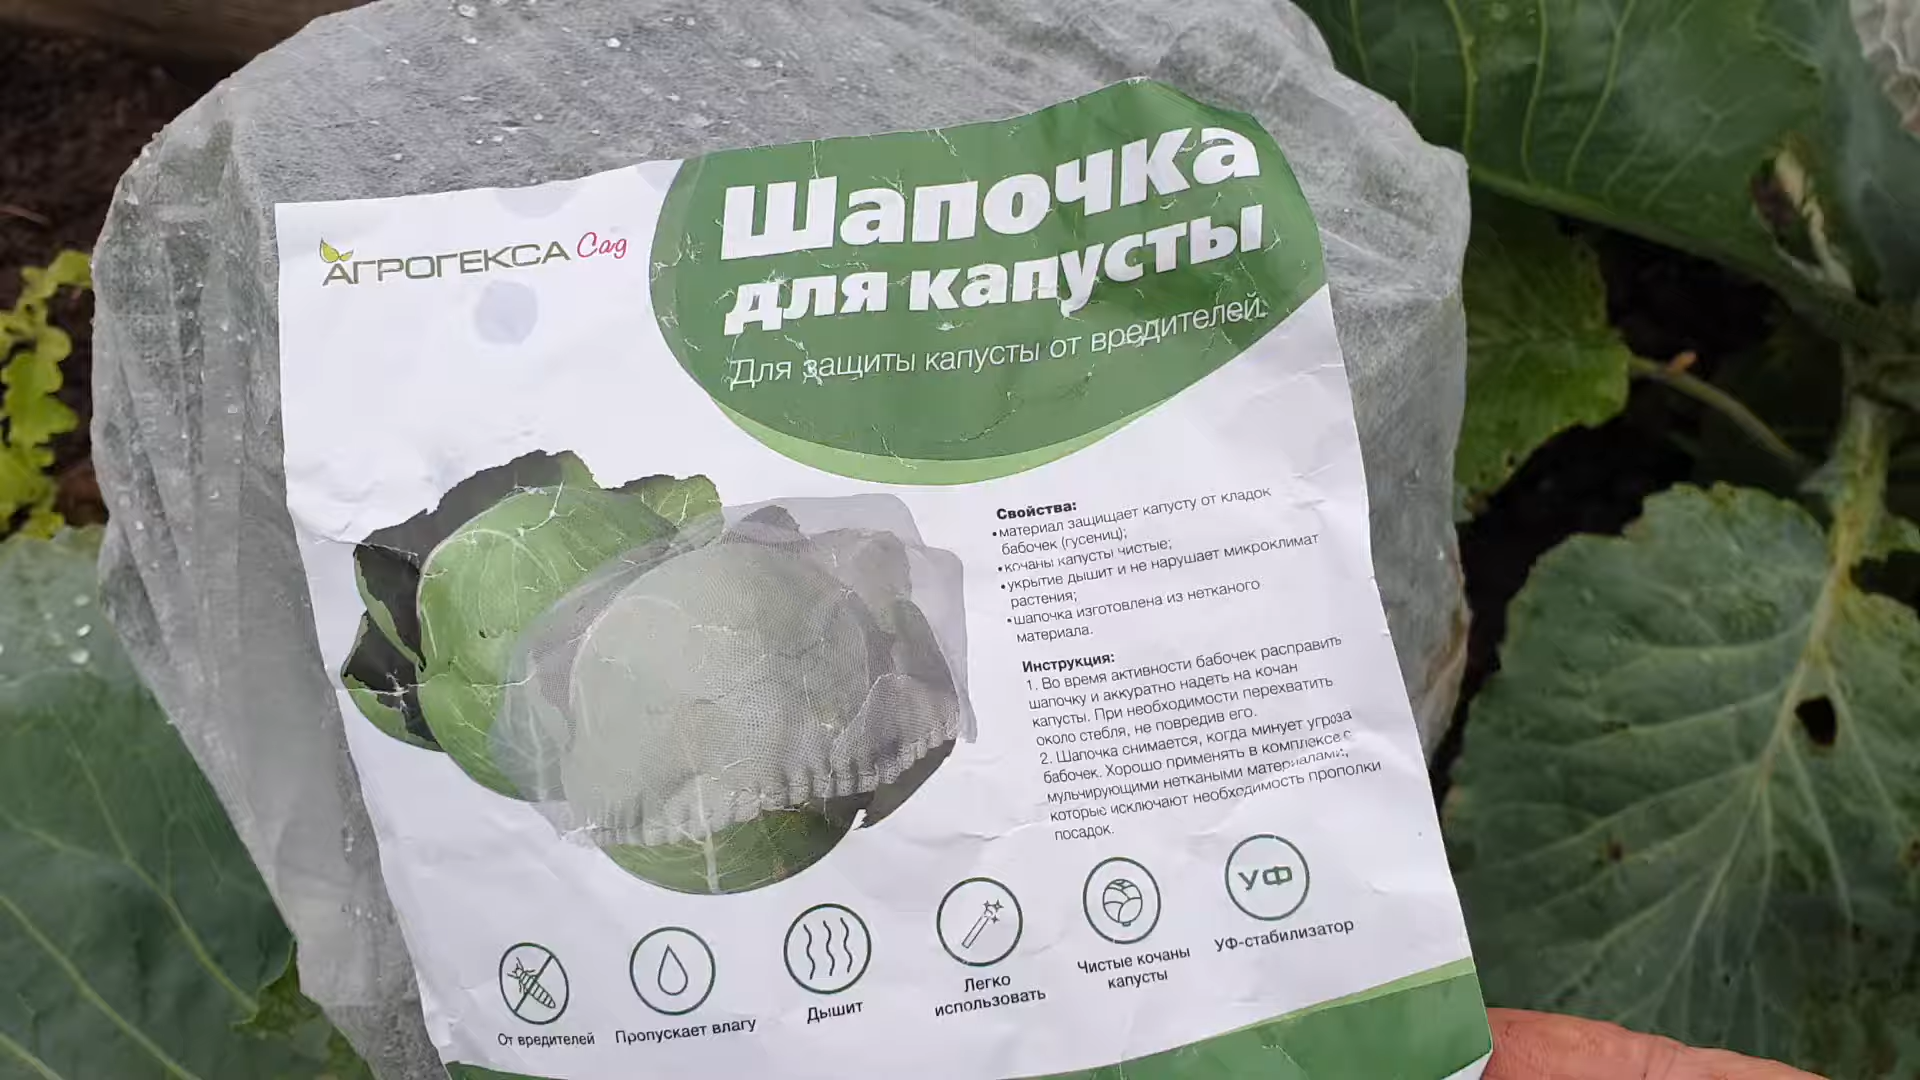 АГРОГЕКСА Сад
Шапочка
для капусты
Для защиты капусты от вредителей
Свойства:
• материал защищает капусту от кладок
бабочек (гусениц);
• кочаны капусты чистые;
• укрытие дышит и не нарушает микроклимат
растения;
• шапочка изготовлена из нетканого
материала.
Инструкция:
1. Во время активности бабочек расправить
шапочку и аккуратно надеть на кочан
капусты. При необходимости перехватить
около стебля, не повредив его.
2. Шапочка снимается, когда минует угроза
бабочек. Хорошо применять в комплексе с
мульчирующими неткаными материалами,
которые исключают необходимость прополки
посадок.
От вредителей
Пропускает влагу
Дышит
Легко
использовать
Чистые кочаны
капусты
УФ
УФ-стабилизатор